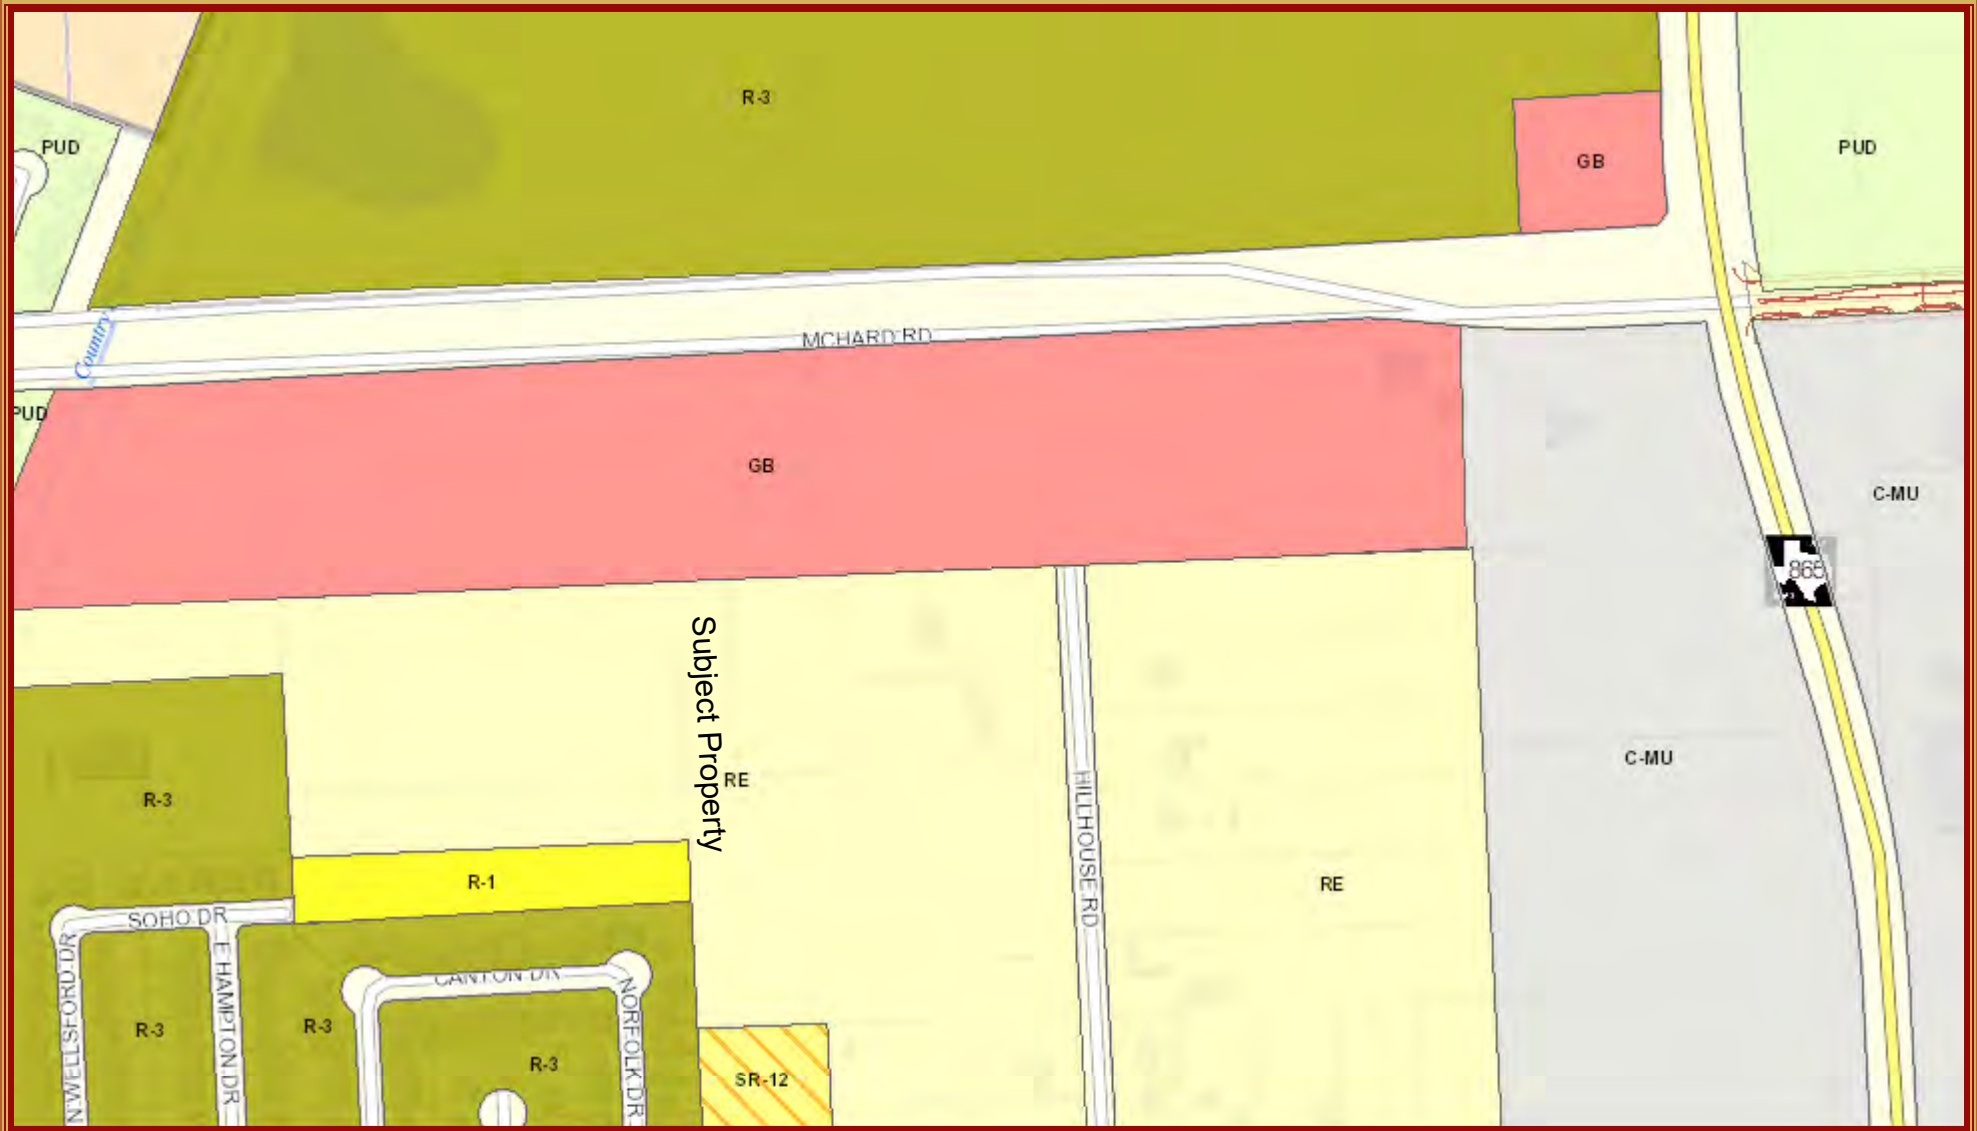 R-3
PUD
GB
PUD
Country
MCHARD RD
PUD
GB
C-MU
865
Subject Property
RE
C-MU
R-3
HILLHOUSE RD
R-1
RE
SOHO DR
N WELLSFORD DR
E HAMPTON DR
CANTON DR
NORFOLK DR
R-3
R-3
R-3
SR-12